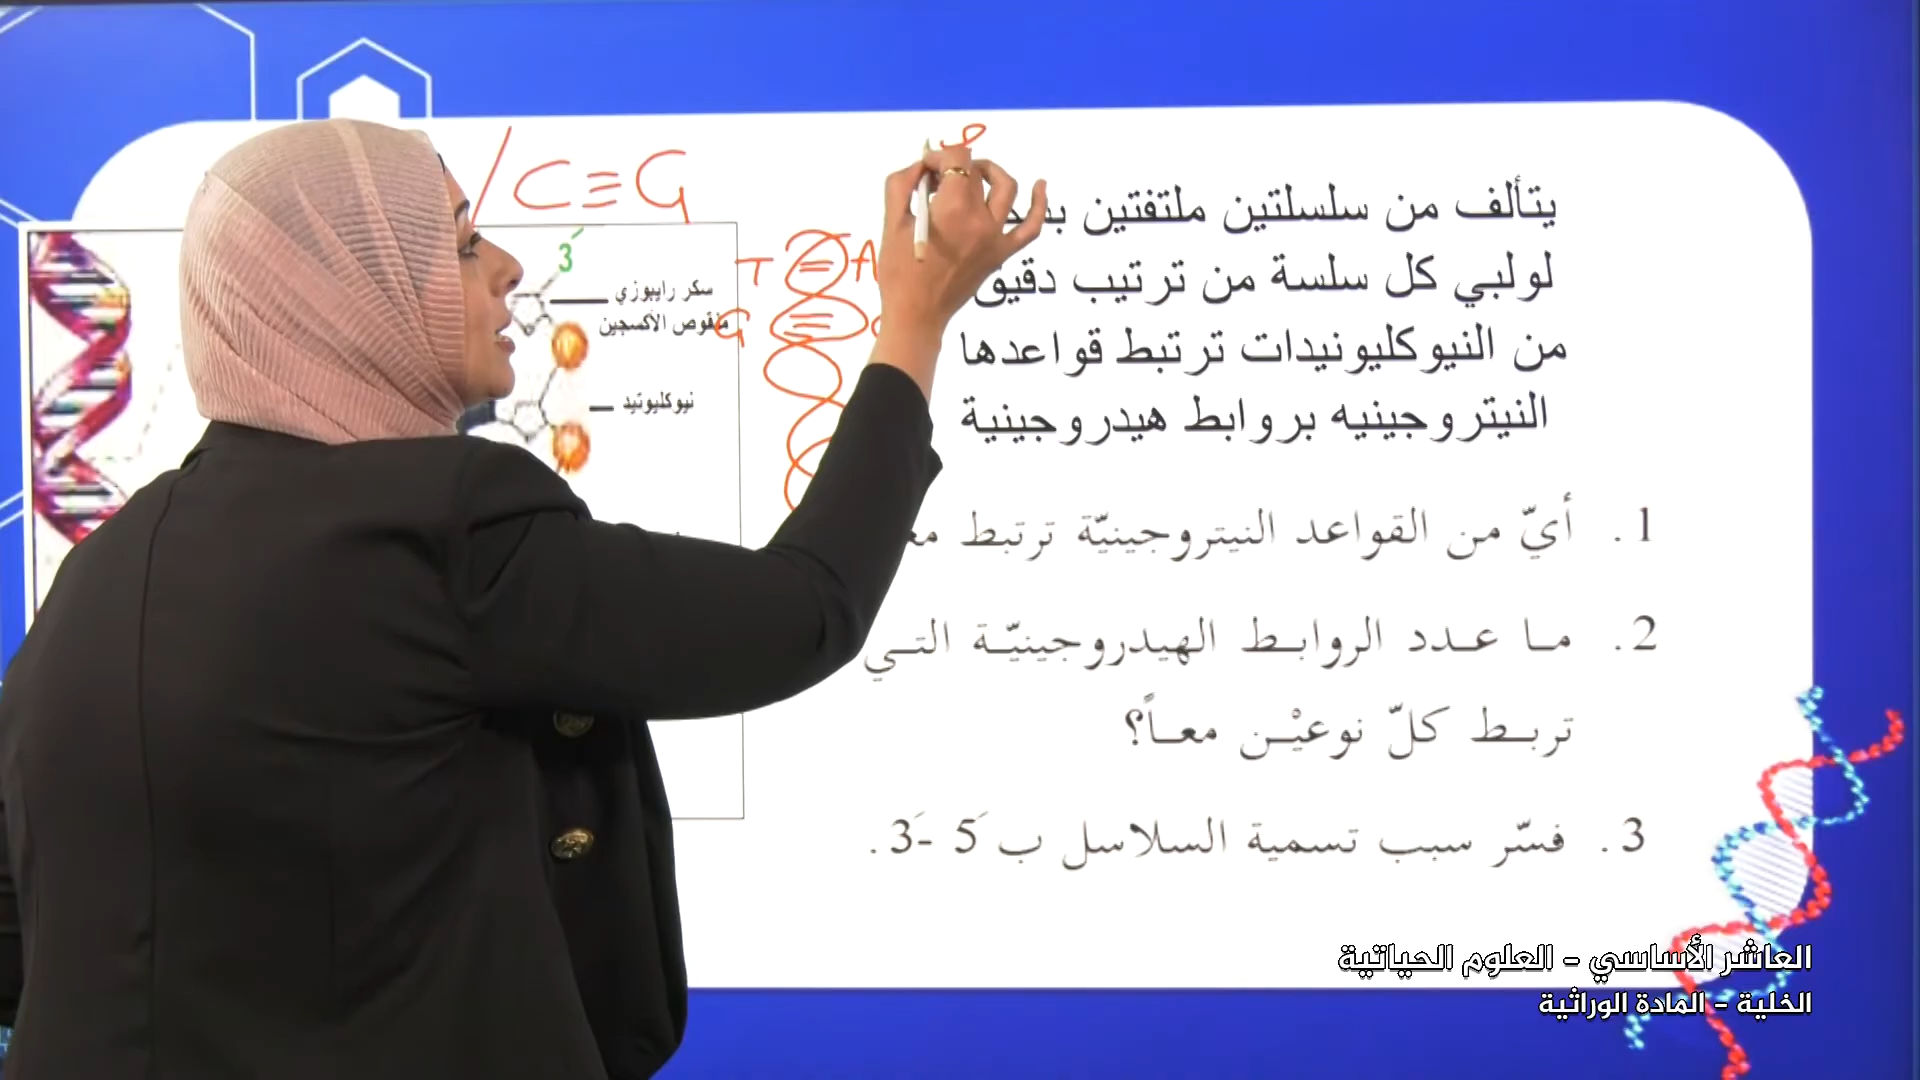 C≡G
يتألف من سلسلتين ملتفتين
لولبي كل سلسة من ترتيب دقيق
من النيوكليونيدات ترتبط قواعدها
النيتروجينيه بروابط هيدروجينية
3َ
سكر رايبوزي
منقوص الأكسجين
نيوكليوتيد
T = A
G ≡
1. أيّ من القواعد النيتروجينيّة ترتبط
2. ما عدد الروابط الهيدروجينيّة التي
تربط كلّ نوعيْن معاً؟
3. فسّر سبب تسمية السلاسل ب 5َ -3َ.
العاشر الأساسي - العلوم الحياتية
الخلية - المادة الوراثية